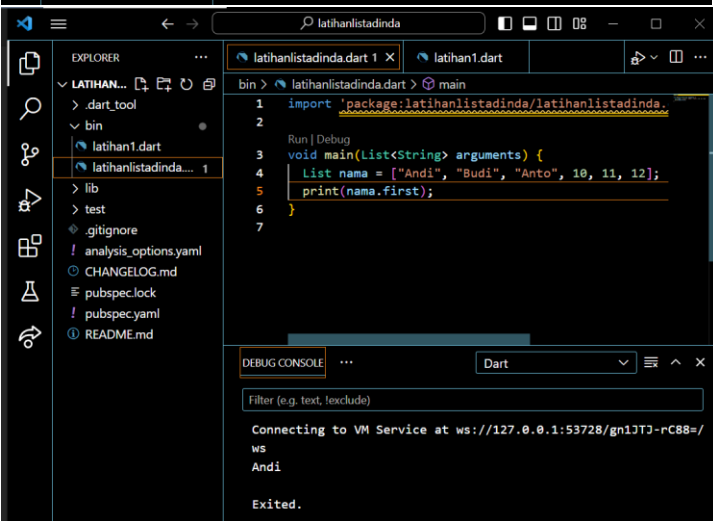 latihanlistadinda
EXPLORER
LATIHAN...
.dart_tool
bin
latihan1.dart
latihanlistadinda.... 1
lib
test
.gitignore
analysis_options.yaml
CHANGELOG.md
pubspec.lock
pubspec.yaml
README.md
latihanlistadinda.dart 1
latihan1.dart
bin > latihanlistadinda.dart > main
1 import 'package:latihanlistadinda/latihanlistadinda.
2
Run | Debug
3 void main(List<String> arguments) {
4 List nama = ["Andi", "Budi", "Anto", 10, 11, 12];
5 print(nama.first);
6 }
7
DEBUG CONSOLE ...
Dart
Filter (e.g. text, !exclude)
Connecting to VM Service at ws://127.0.0.1:53728/gn1JTJ-rC88=/
ws
Andi
Exited.